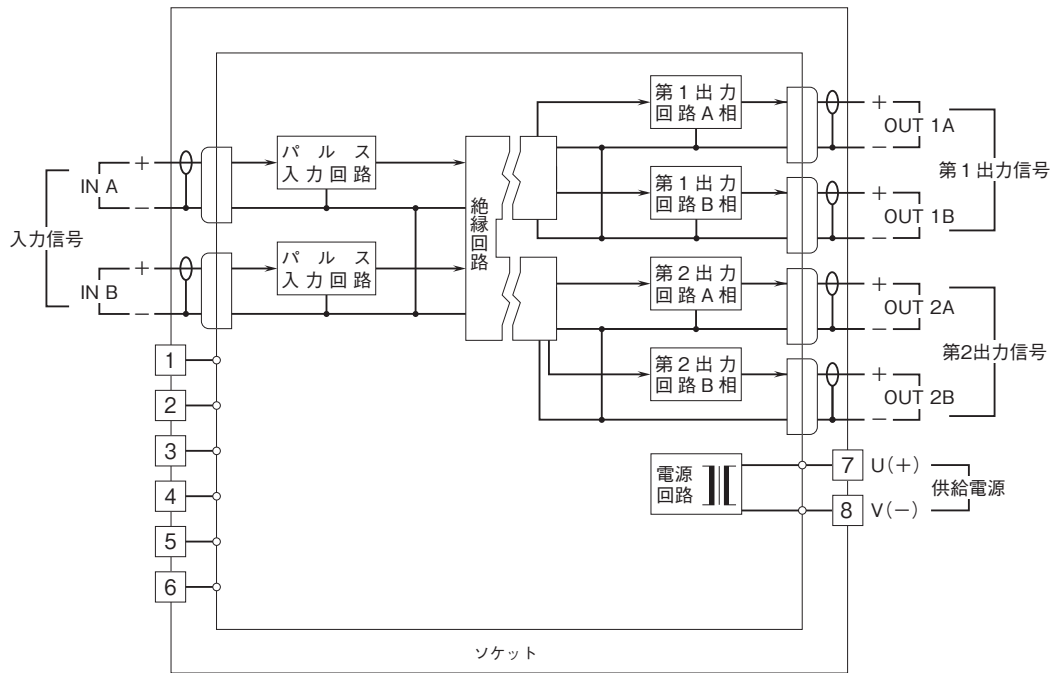 入力信号
IN A
+
−
IN B
+
−
パルス
入力回路
パルス
入力回路
絶縁回路
第1出力
回路A相
第1出力
回路B相
第2出力
回路A相
第2出力
回路B相
+
OUT 1A
−
+
OUT 1B
−
第1出力信号
+
OUT 2A
−
+
OUT 2B
−
第2出力信号
1
2
3
4
5
6
電源
回路
7
U(+)
8
V(−)
供給電源
ソケット